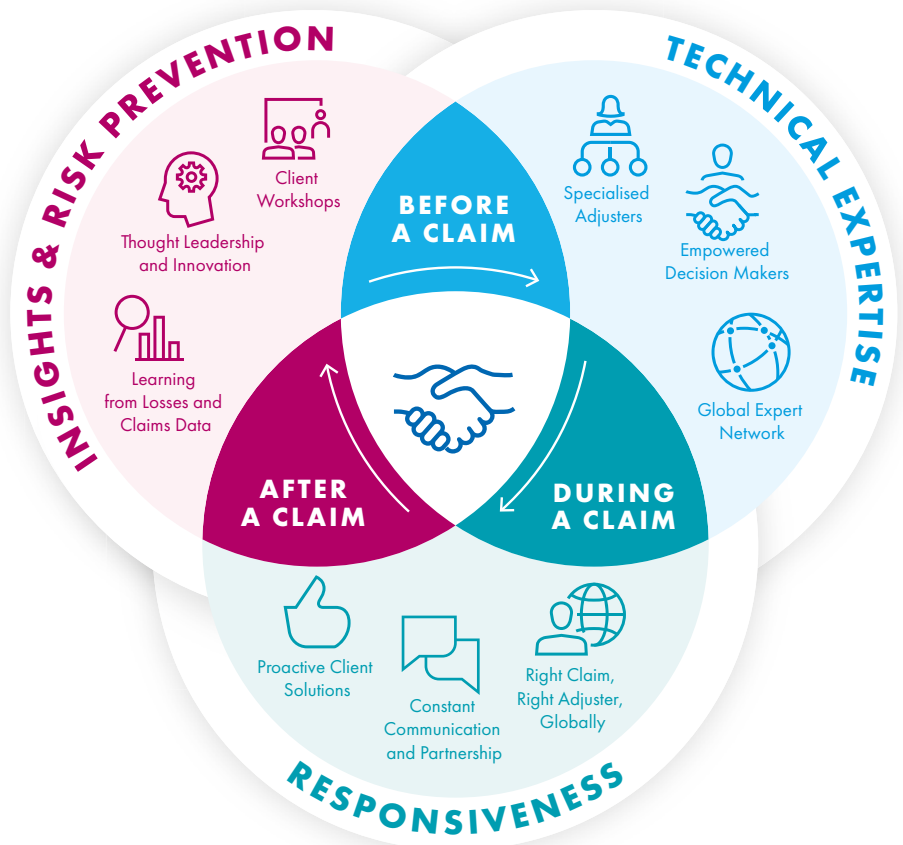 INSIGHTS & RISK PREVENTION
Client
Workshops
Thought Leadership
and Innovation
Learning
from Losses and
Claims Data
TECHNICAL EXPERTISE
Specialised
Adjusters
Empowered
Decision Makers
Global Expert
Network
BEFORE
A CLAIM
DURING
A CLAIM
AFTER
A CLAIM
Proactive Client
Solutions
Constant
Communication
and Partnership
Right Claim,
Right Adjuster,
Globally
RESPONSIVENESS